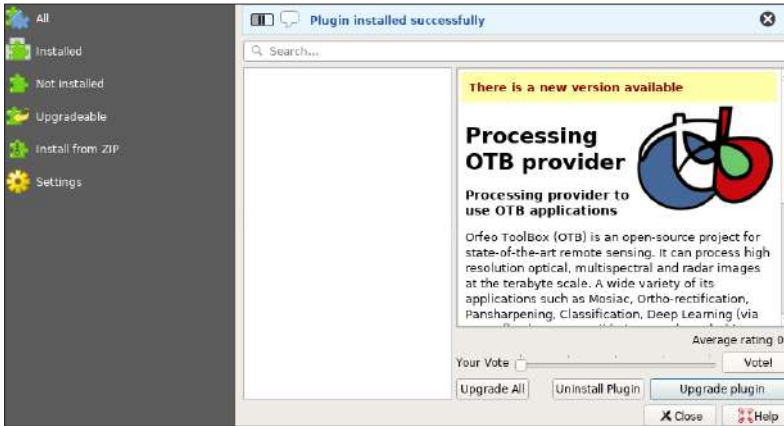 All
Installed
Not installed
Upgradeable
Install from ZIP
Settings
Plugin installed successfully
Search...
There is a new version available
Processing
OTB provider
Processing provider to
use OTB applications
Orfeo ToolBox (OTB) is an open-source project for
state-of-the-art remote sensing. It can process high
resolution optical, multispectral and radar images
at the terabyte scale. A wide variety of its
applications such as Mosiac, Ortho-rectification,
Pansharpening, Classification, Deep Learning (via
Average rating 0
Your Vote
Vote!
Upgrade All
Uninstall Plugin
Upgrade plugin
Close
Help